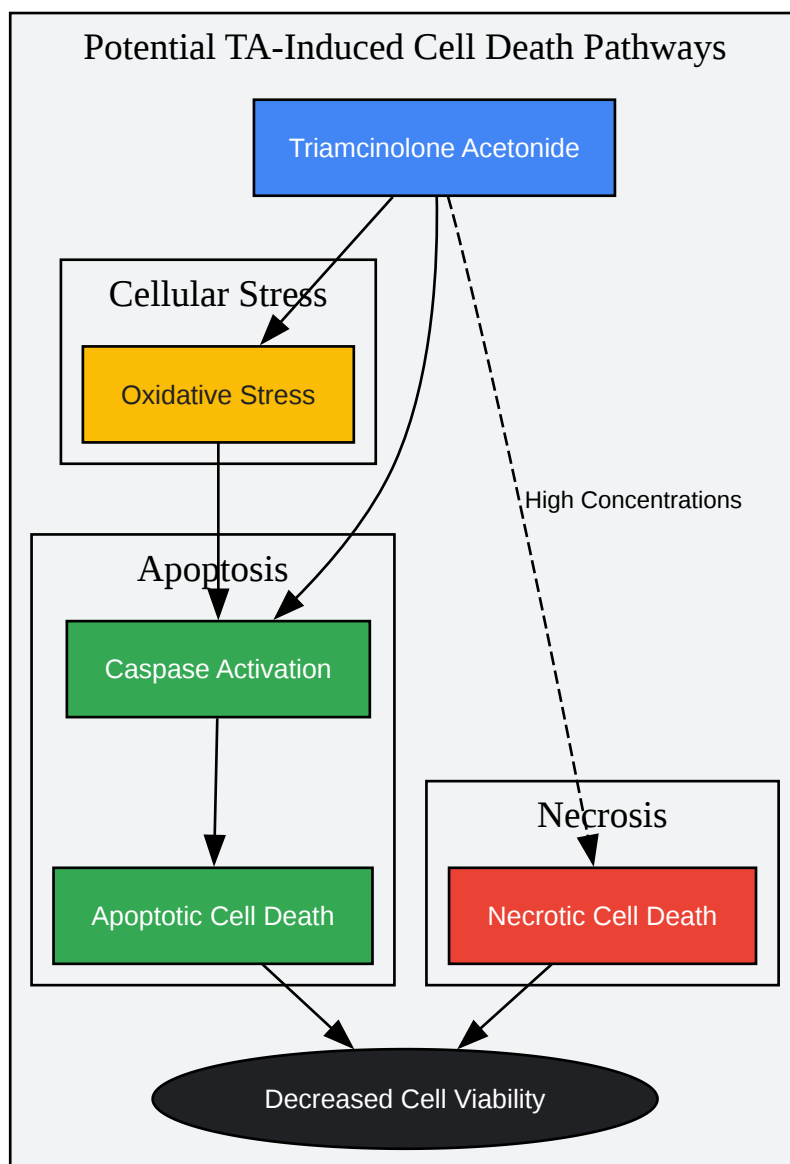 Potential TA-Induced Cell Death Pathways
Triamcinolone Acetonide
Cellular Stress
Oxidative Stress
High Concentrations
Apoptosis
Caspase Activation
Necrosis
Apoptotic Cell Death
Necrotic Cell Death
Decreased Cell Viability